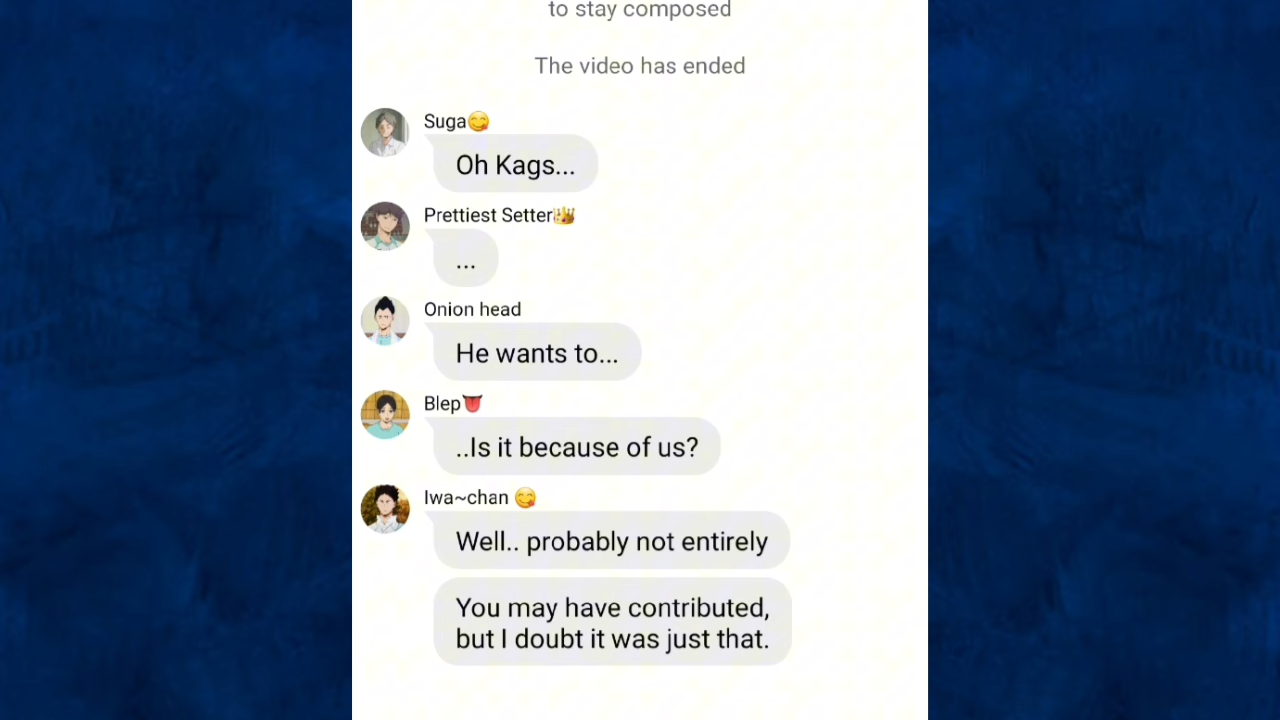 to stay composed
The video has ended
Suga😋
Oh Kags...
Prettiest Setter👑
...
Onion head
He wants to...
Blep👅
..Is it because of us?
Iwa~chan 😋
Well.. probably not entirely
You may have contributed,
but I doubt it was just that.